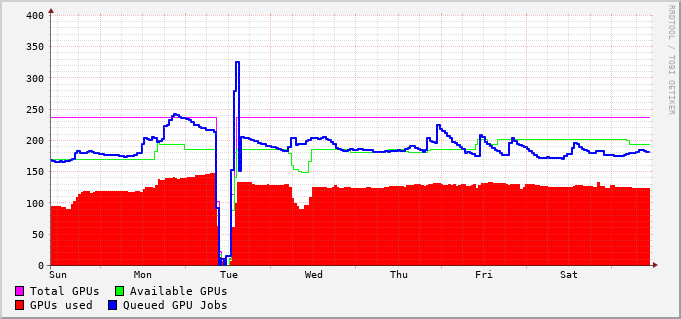 400
350
300
250
200
150
100
50
0
Sun Mon Tue Wed Thu Fri Sat
Total GPUs Available GPUs
GPUs used Queued GPU Jobs
RRDTOOL / TOBI OETIKER